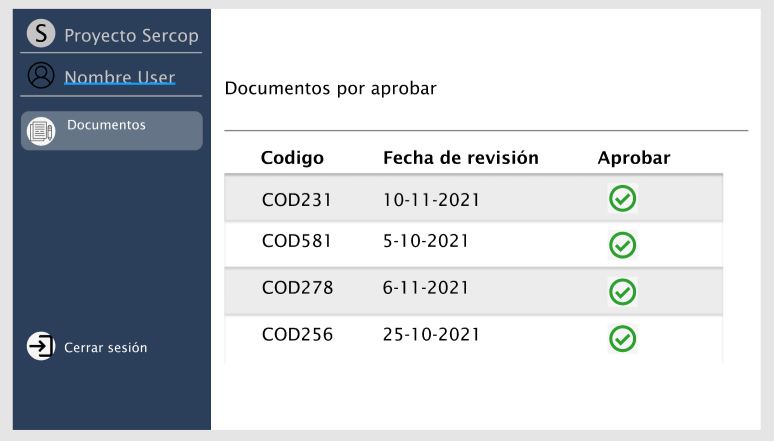 S Proyecto Sercop
Nombre User
Documentos
Cerrar sesión
Documentos por aprobar
Codigo Fecha de revisión Aprobar
COD231 10-11-2021
COD581 5-10-2021
COD278 6-11-2021
COD256 25-10-2021